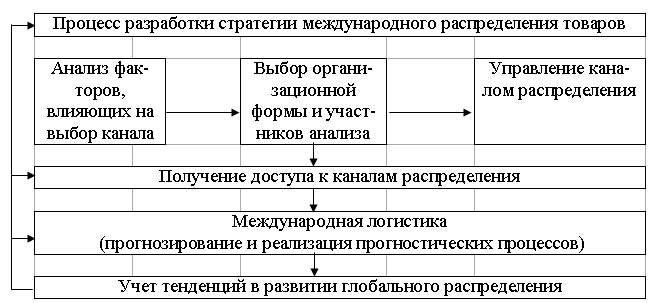 Процесс разработки стратегии международного распределения товаров
Анализ фак-
торов,
влияющих на
выбор канала
Выбор органи-
зационной
формы и участ-
ников анализа
Управление кана-
лом распределения
Получение доступа к каналам распределения
Международная логистика
(прогнозирование и реализация прогностических процессов)
Учет тенденций в развитии глобального распределения